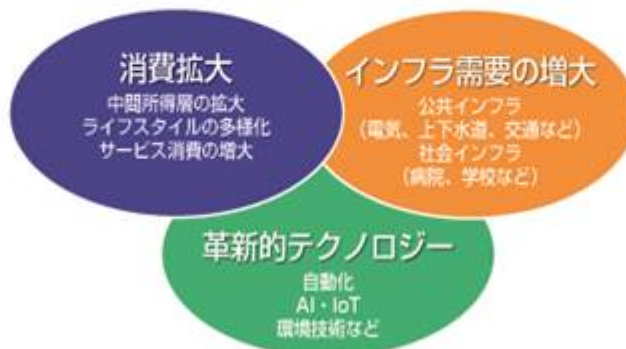 消費拡大
中間所得層の拡大
ライフスタイルの多様化
サービス消費の増大
インフラ需要の増大
公共インフラ
（電気、上下水道、交通など）
社会インフラ
（病院、学校など）
革新的テクノロジー
自動化
AI・IoT
環境技術など